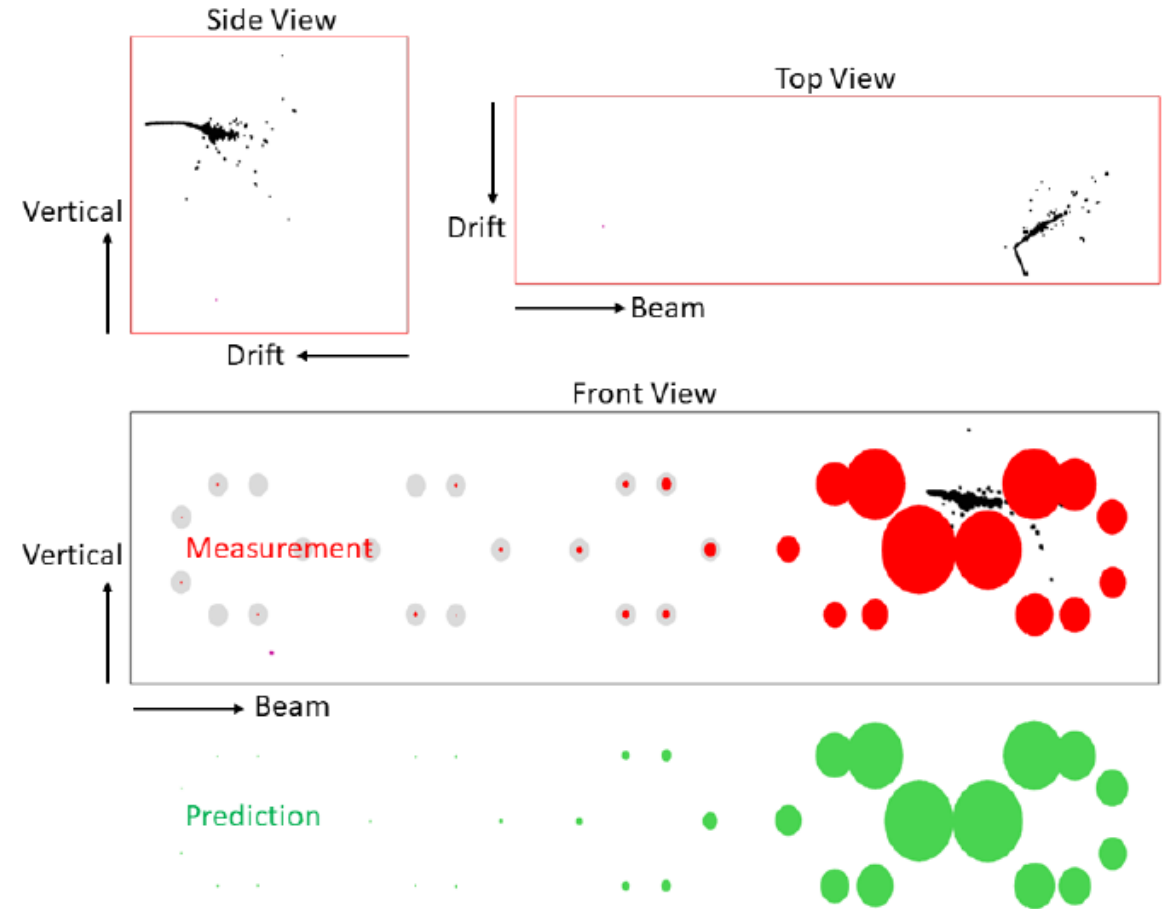 Side View
Top View
Vertical
Drift
Beam
Drift
Front View
Measurement
Vertical
Beam
Prediction